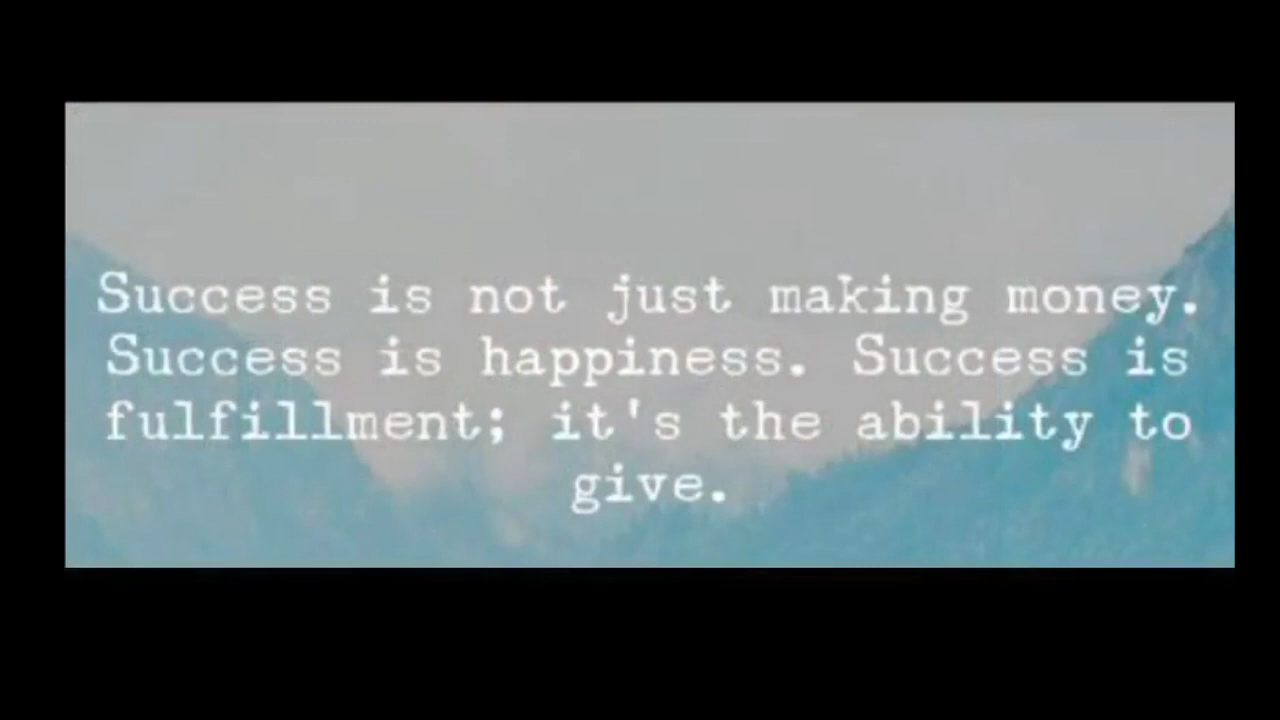 Success is not just making money.
Success is happiness. Success is
fulfillment; it's the ability to
give.